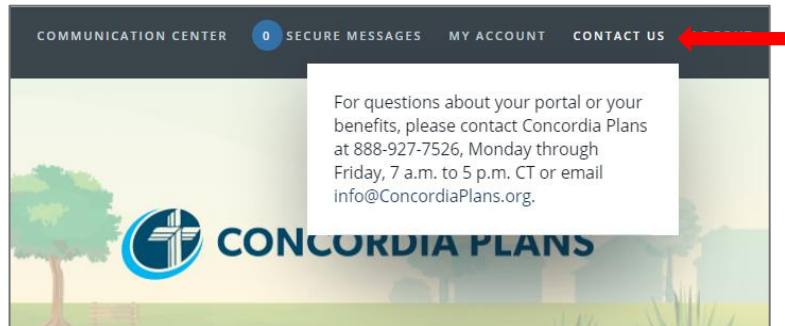 COMMUNICATION CENTER 0 SECURE MESSAGES MY ACCOUNT CONTACT US
For questions about your portal or your
benefits, please contact Concordia Plans
at 888-927-7526, Monday through
Friday, 7 a.m. to 5 p.m. CT or email
info@ConcordiaPlans.org.
CONCORDIA PLANS